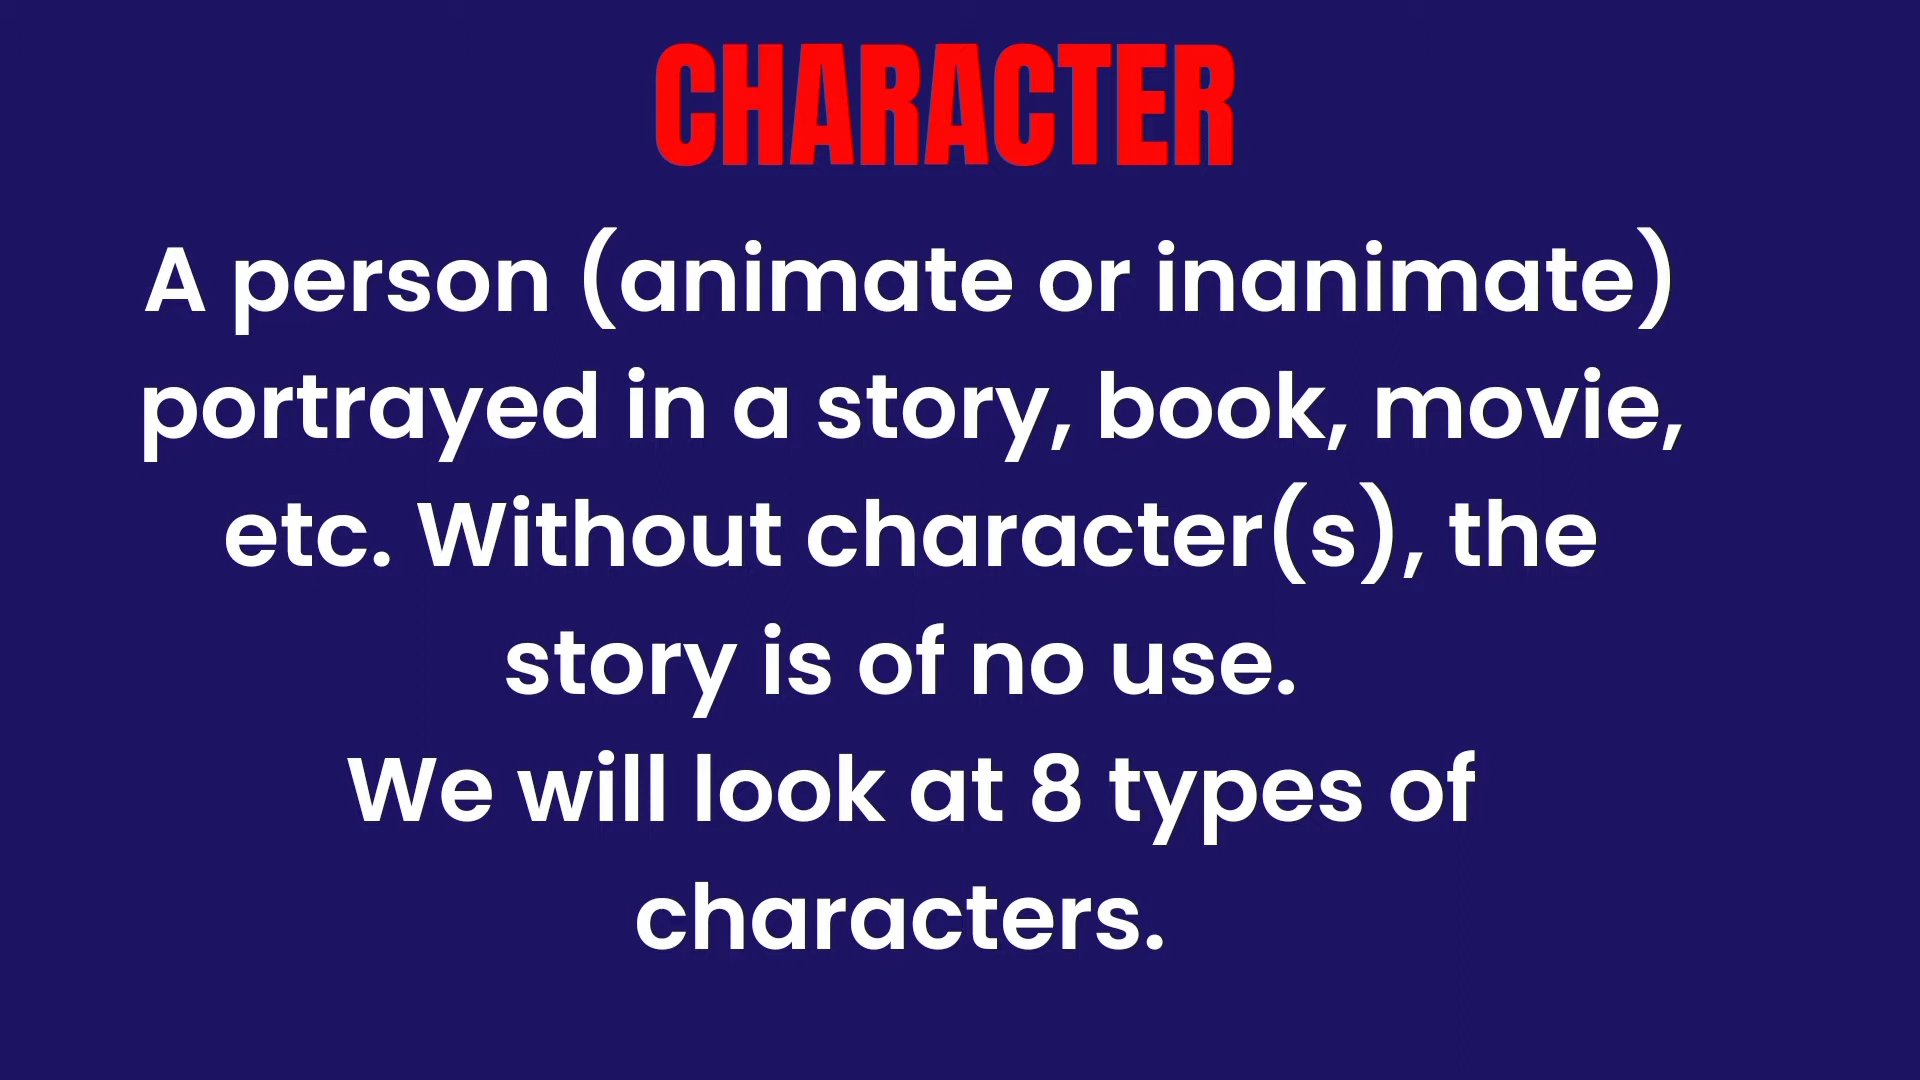 CHARACTER
A person (animate or inanimate)
portrayed in a story, book, movie,
etc. Without character(s), the
story is of no use.
We will look at 8 types of
characters.